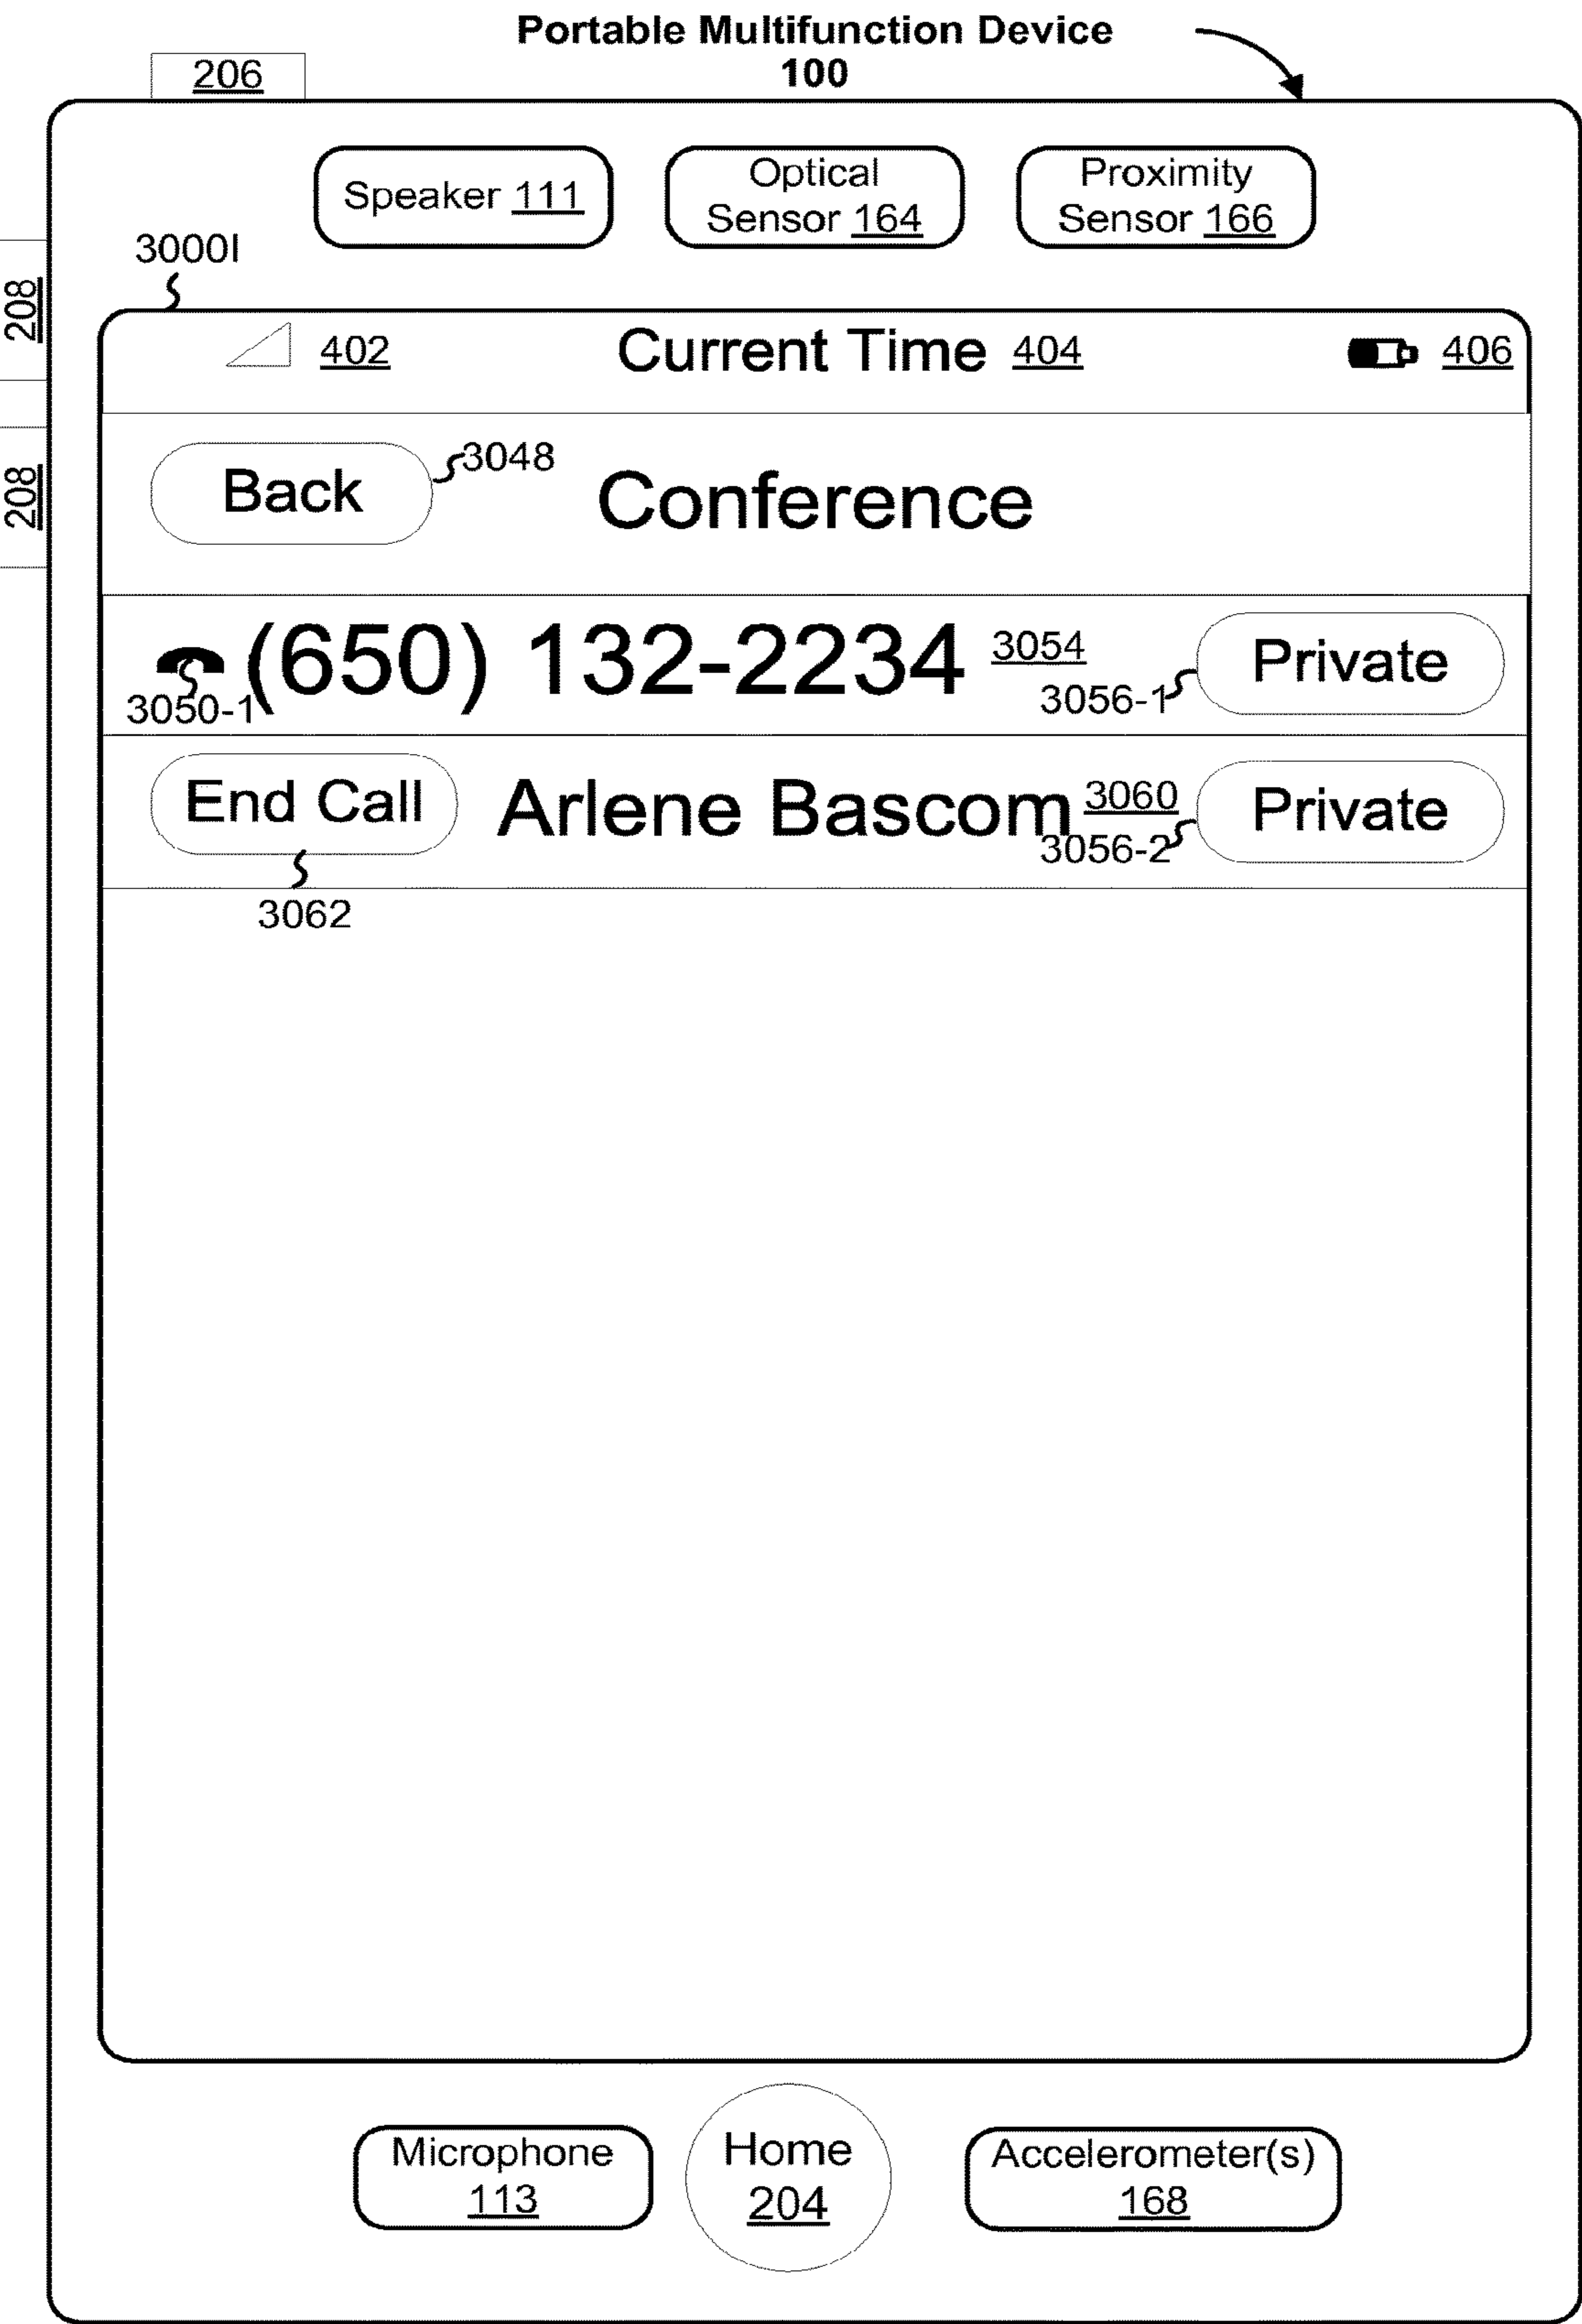 Portable Multifunction Device
100
206
Speaker 111
Optical
Sensor 164
Proximity
Sensor 166
3000I
208
208
402
Current Time 404
406
Back
3048
Conference
(650) 132-2234
3054
Private
3050-1
3056-1
End Call
Arlene Bascom
3060
Private
3056-2
3062
Microphone
113
Home
204
Accelerometer(s)
168